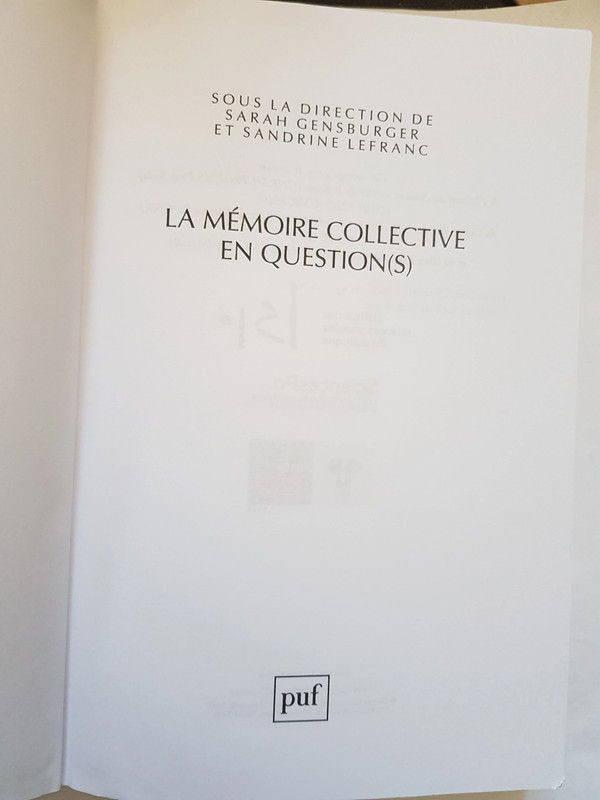 SOUS LA DIRECTION DE
SARAH GENSBURGER
ET SANDRINE LEFRANC
LA MÉMOIRE COLLECTIVE
EN QUESTION(S)
puf